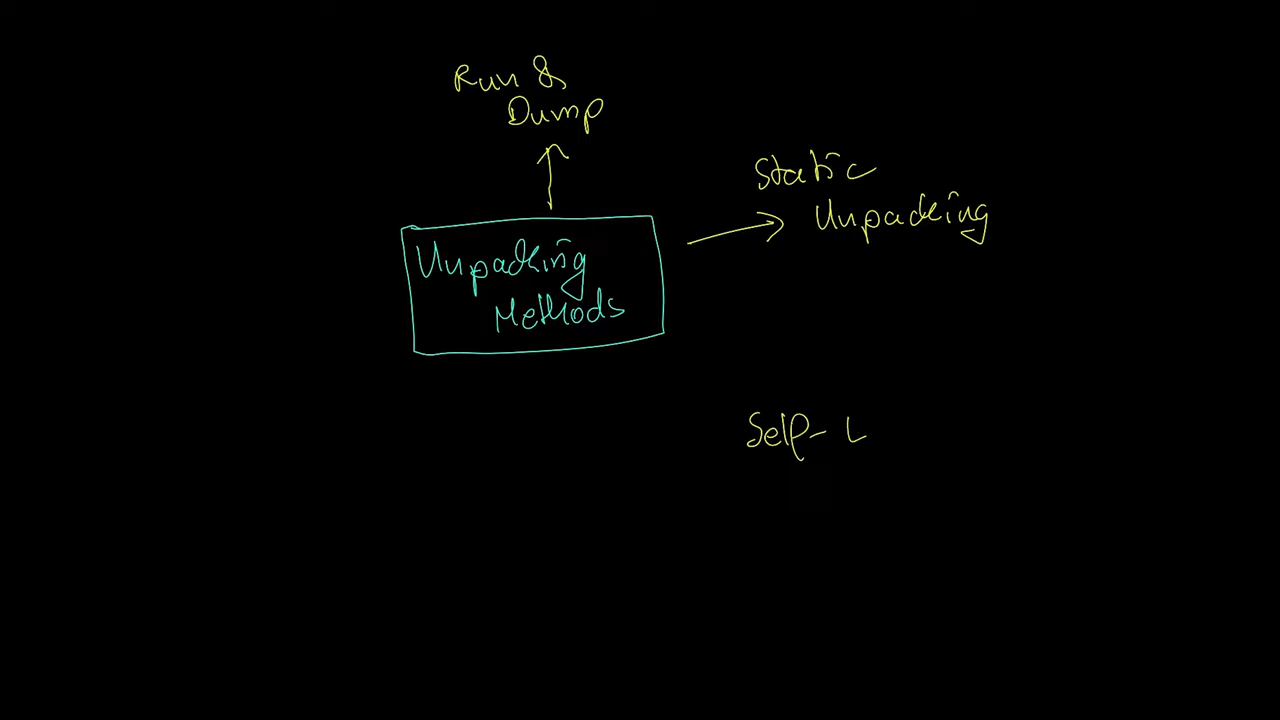 Run &
Dump
Static
Unpacking
Unpacking
Methods
Self-